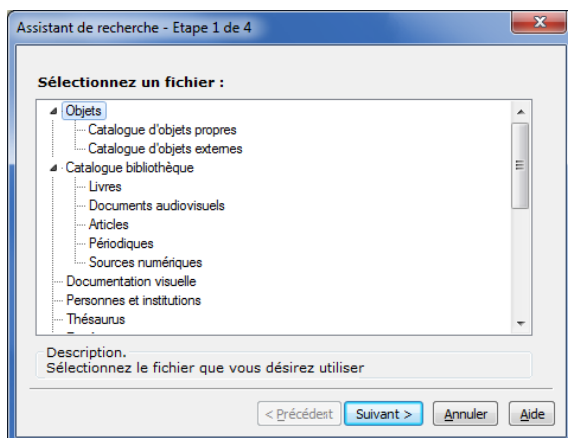 Assistant de recherche - Etape 1 de 4
Sélectionnez un fichier :
Objets
Catalogue d'objets propres
Catalogue d'objets externes
Catalogue bibliothèque
Livres
Documents audiovisuels
Articles
Périodiques
Sources numériques
Documentation visuelle
Personnes et institutions
Thésaurus
Description.
Sélectionnez le fichier que vous désirez utiliser
< Précédent Suivant > Annuler Aide